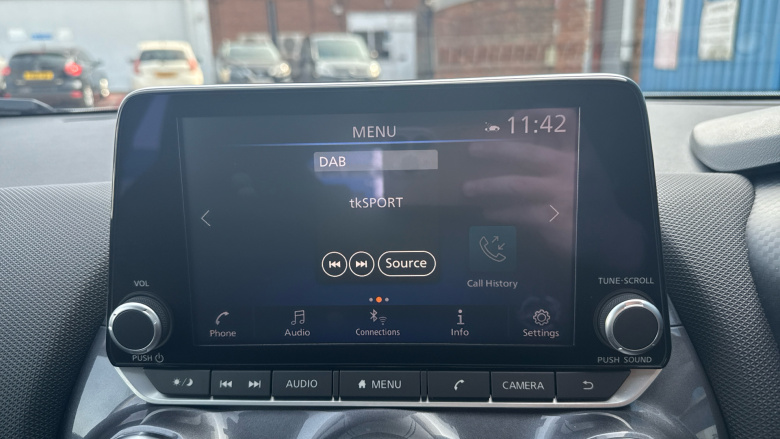 MENU 11:42
DAB
tkSPORT
Source
Call History
Phone Audio Connections Info Settings
VOL
PUSH
TUNE·SCROLL
PUSH SOUND
AUDIO MENU CAMERA